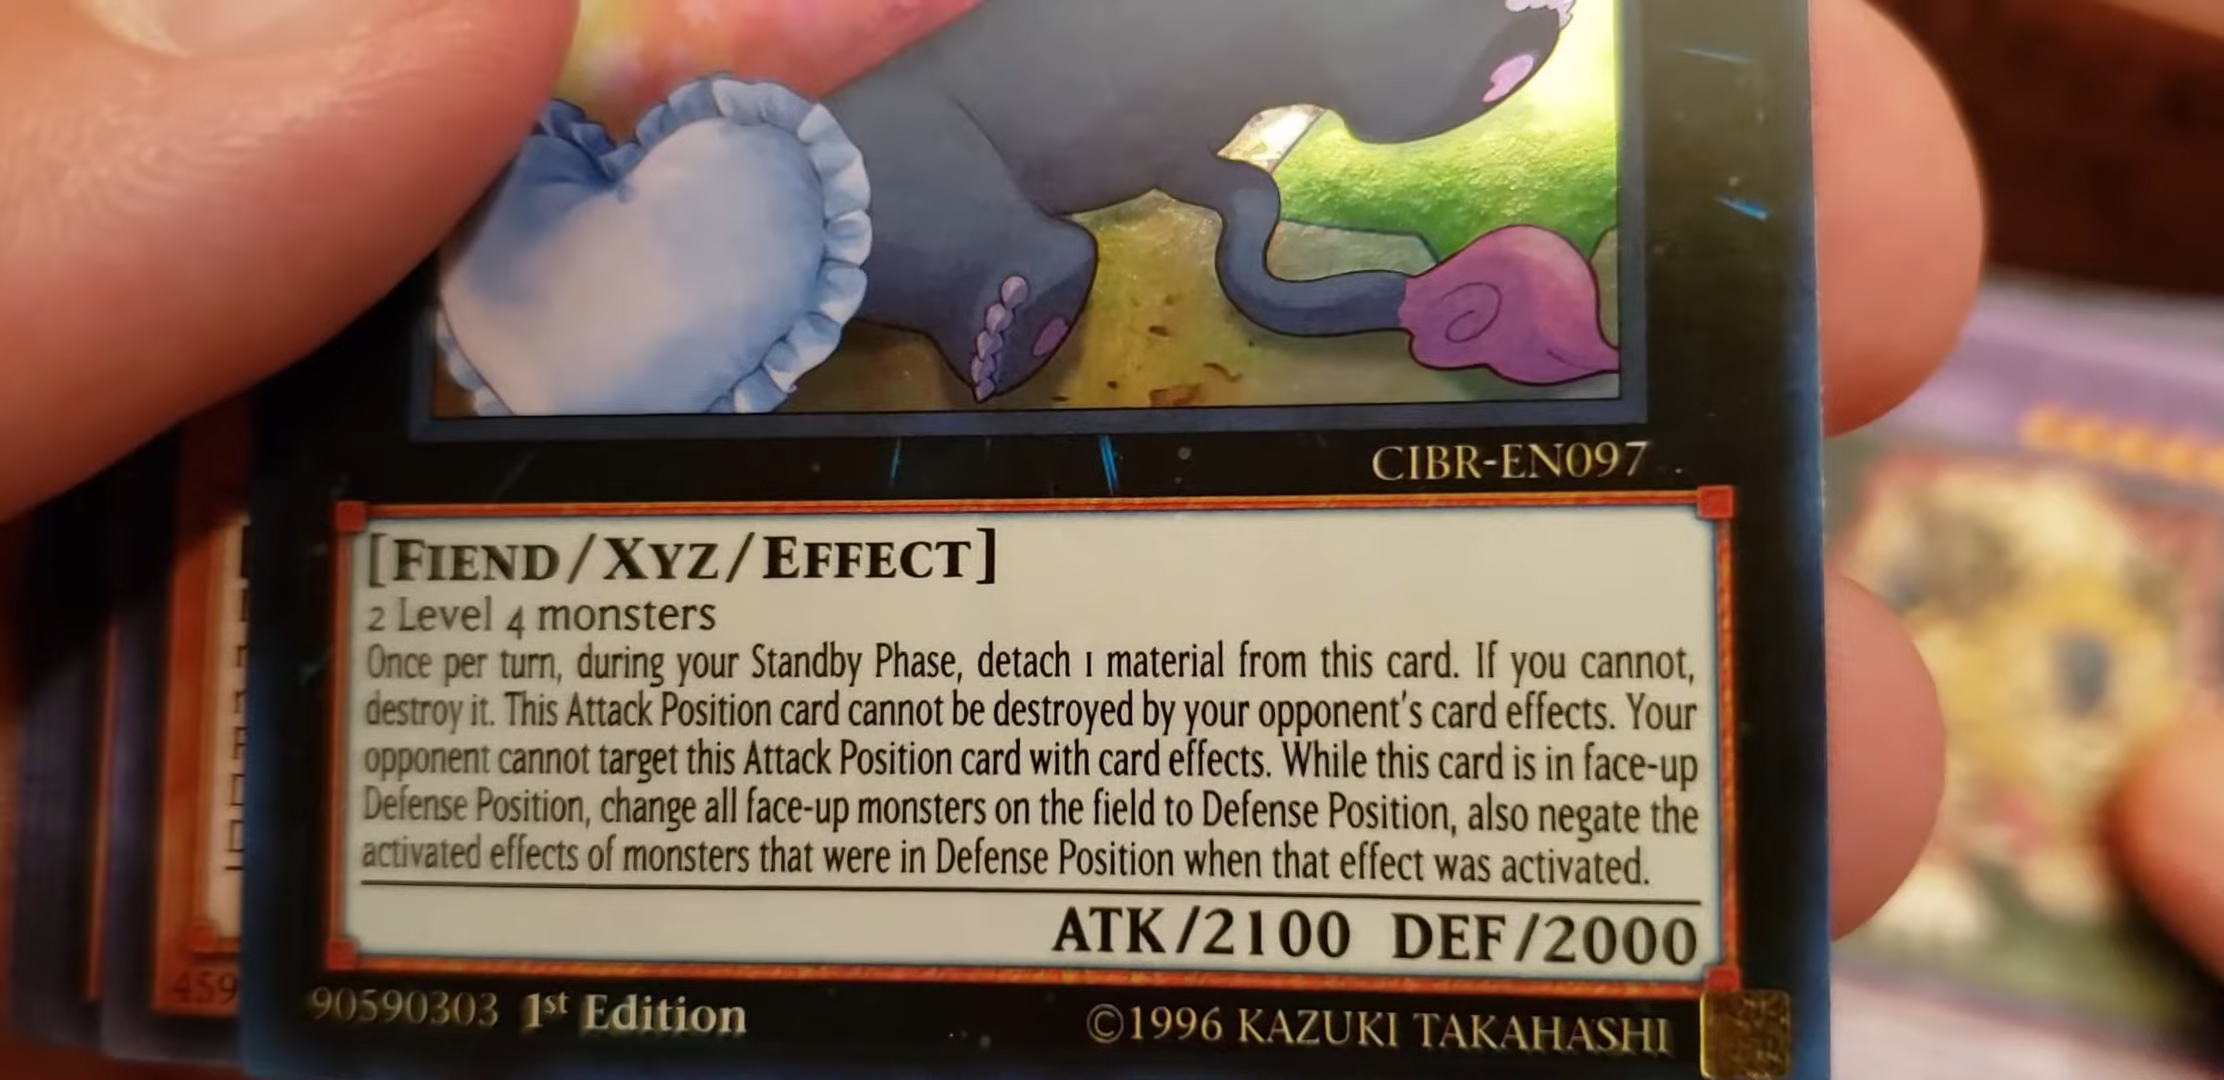 CIBR-EN097
[FIEND/XYZ/EFFECT]
2 Level 4 monsters
Once per turn, during your Standby Phase, detach 1 material from this card. If you cannot,
destroy it. This Attack Position card cannot be destroyed by your opponent's card effects. Your
opponent cannot target this Attack Position card with card effects. While this card is in face-up
Defense Position, change all face-up monsters on the field to Defense Position, also negate the
activated effects of monsters that were in Defense Position when that effect was activated.
ATK/2100 DEF/2000
90590303 1st Edition
©1996 KAZUKI TAKAHASHI
459